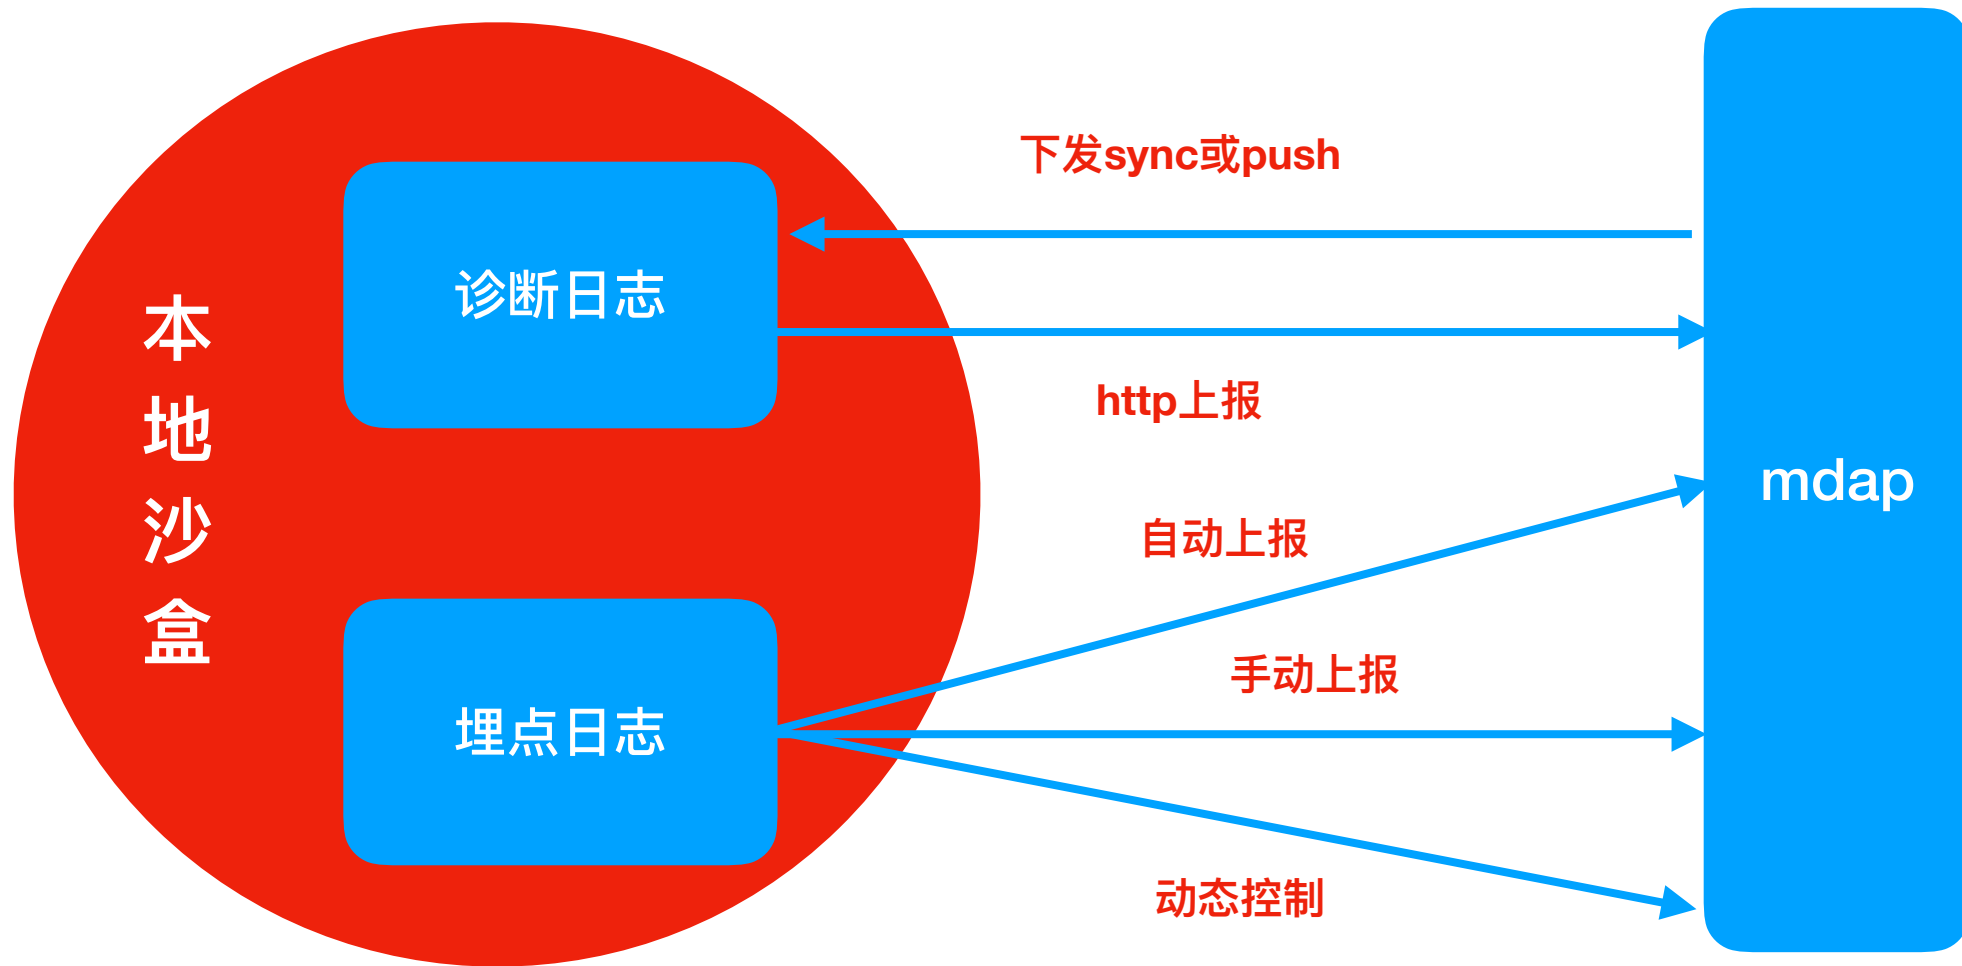 本地沙盒
诊断日志
埋点日志
下发sync或push
http上报
自动上报
手动上报
动态控制
mdap